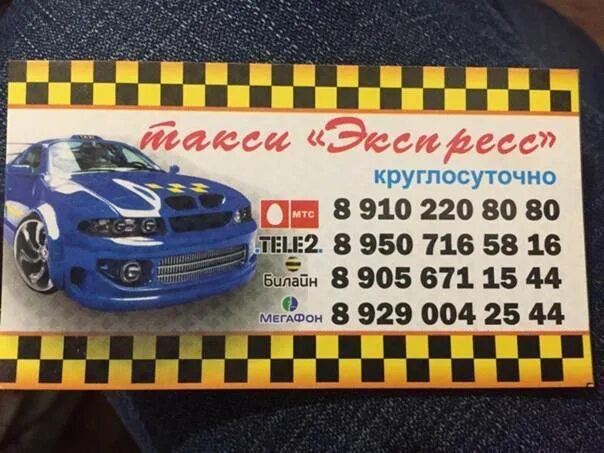 такси «Экспресс»
круглосуточно
МТС 8 910 220 80 80
TELE2 8 950 716 58 16
Билайн 8 905 671 15 44
МегаФон 8 929 004 25 44